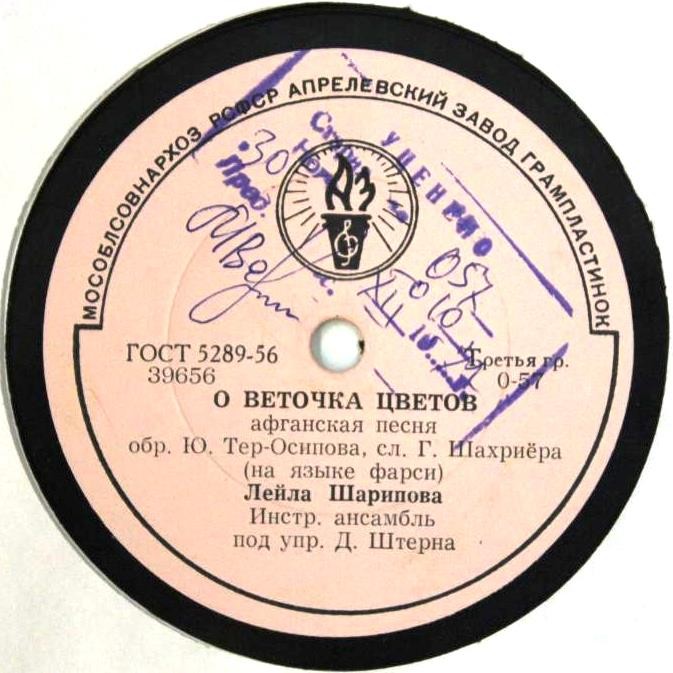 МОСОБЛСОВНАРХОЗ РСФСР АПРЕЛЕВСКИЙ ЗАВОД ГРАМПЛАСТИНОК
УЦЕНЕНО
30
ГОСТ 5289-56
39656
Третья гр.
0-57
О ВЕТОЧКА ЦВЕТОВ
афганская песня
обр. Ю. Тер-Осипова, сл. Г. Шахриёра
(на языке фарси)
Лейла Шарипова
Инстр. ансамбль
под упр. Д. Штерна